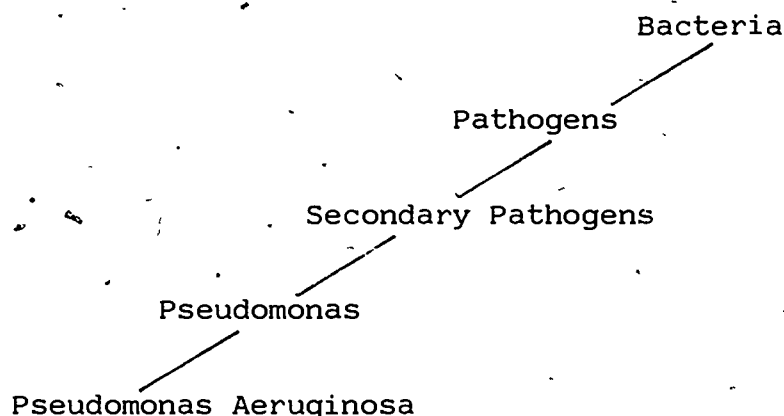 Bacteria
Pathogens
Secondary Pathogens
Pseudomonas
Pseudomonas Aeruginosa